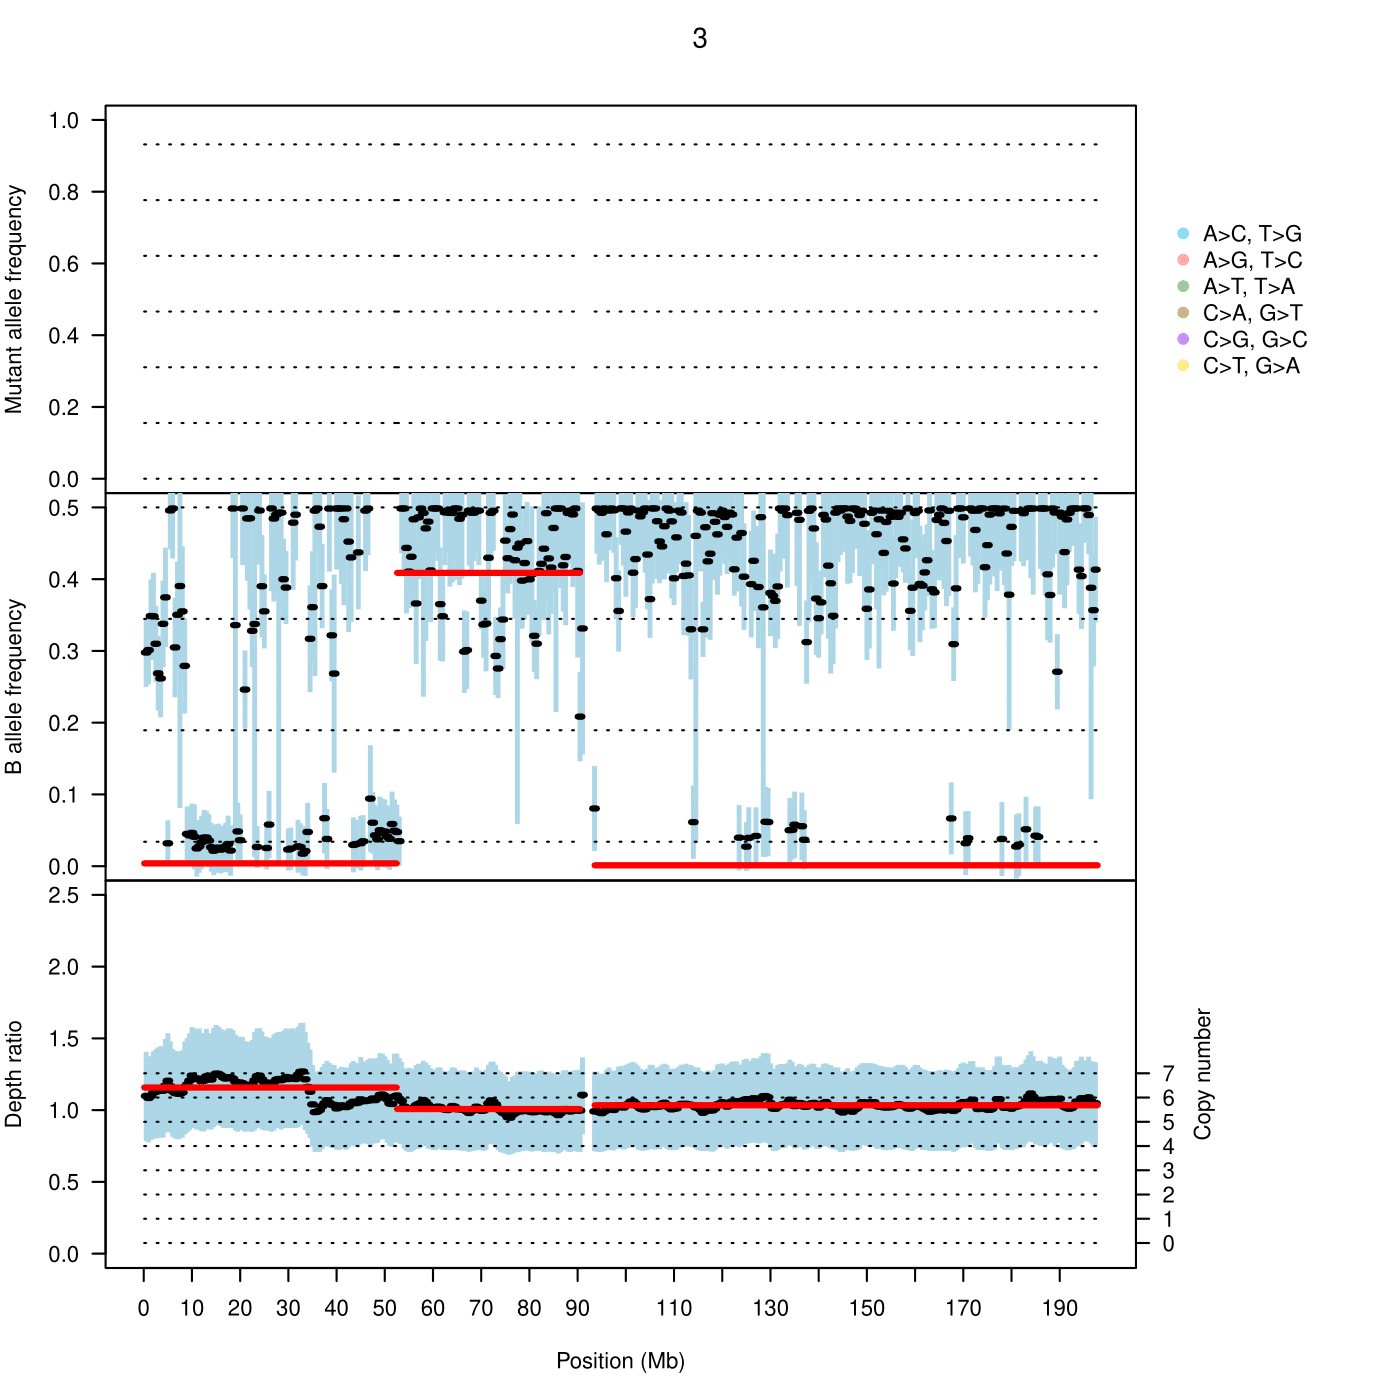 3
Mutant allele frequency
1.0
0.8
0.6
0.4
0.2
0.0
A>C, T>G
A>G, T>C
A>T, T>A
C>A, G>T
C>G, G>C
C>T, G>A
B allele frequency
0.5
0.4
0.3
0.2
0.1
0.0
Depth ratio
2.5
2.0
1.5
1.0
0.5
0.0
Copy number
7
6
5
4
3
2
1
0
0 10 20 30 40 50 60 70 80 90 110 130 150 170 190
Position (Mb)